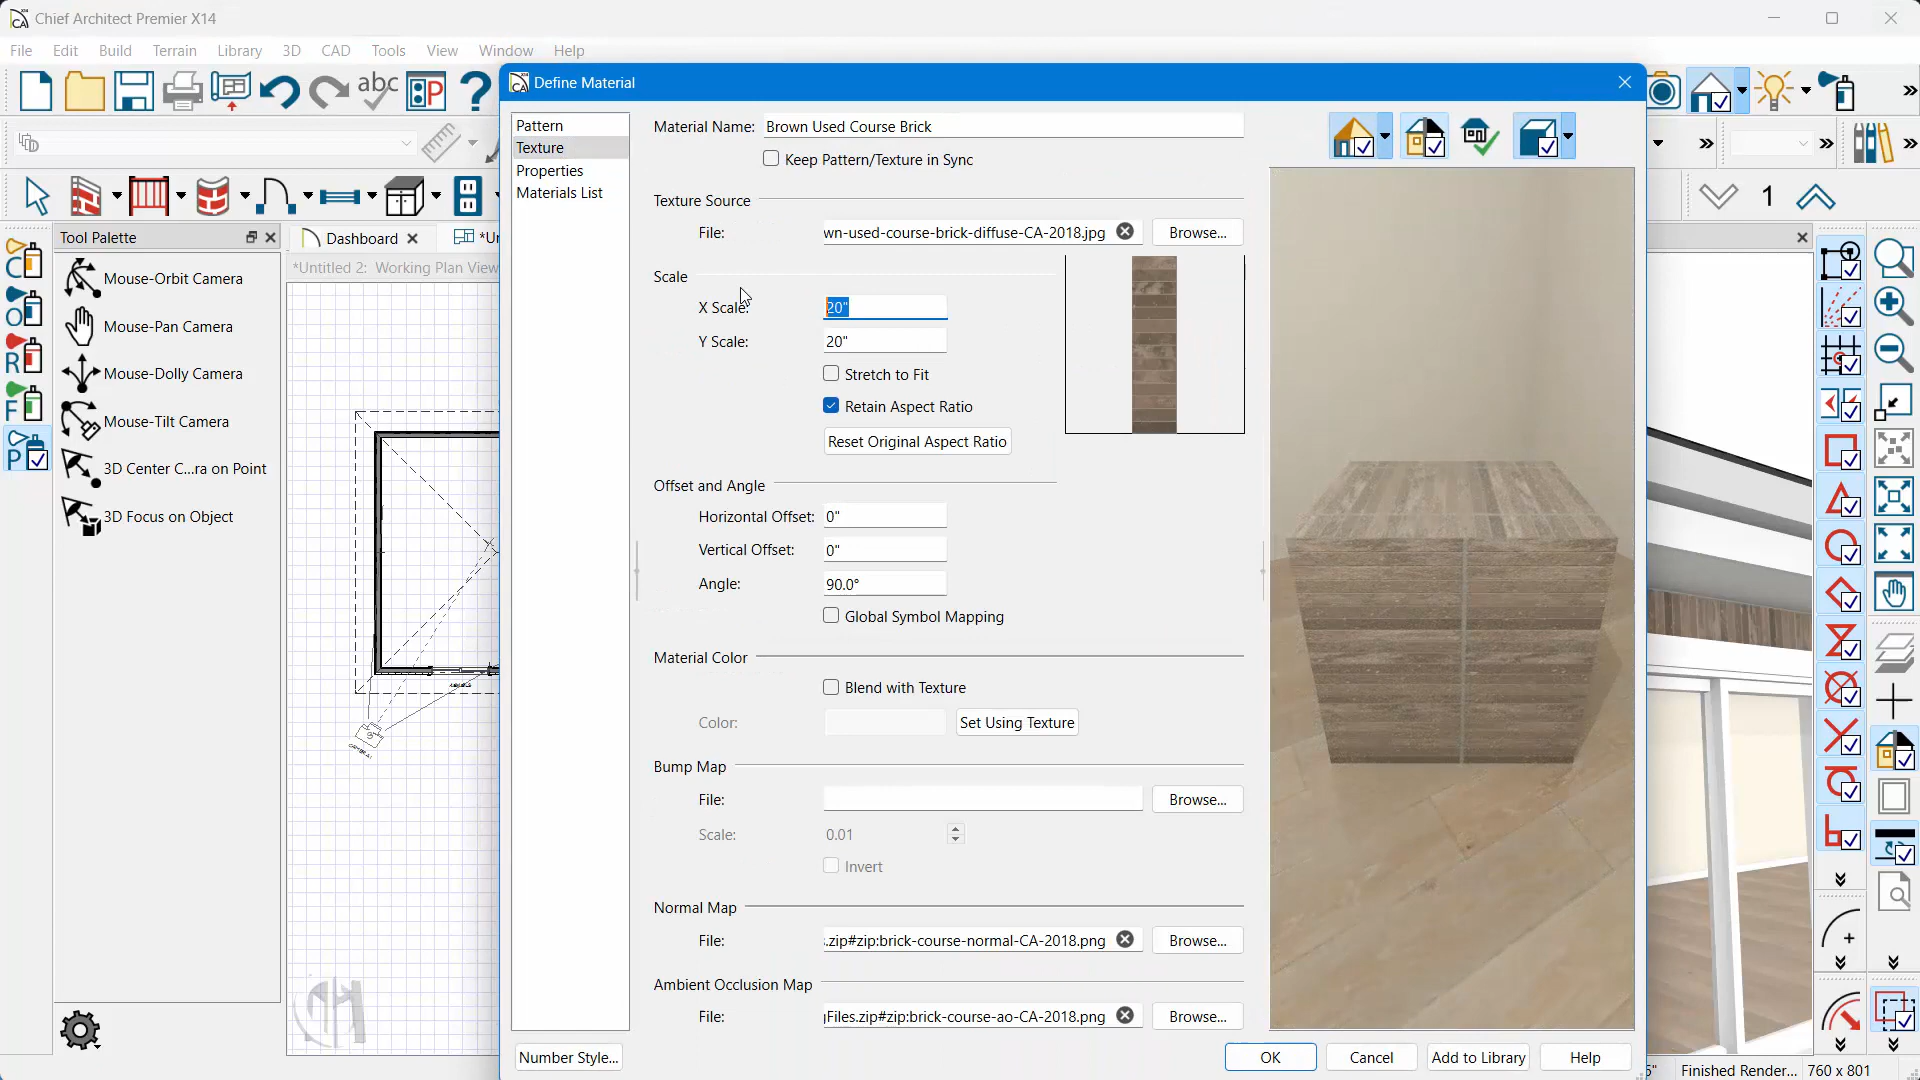 Chief Architect Premier X14
File Edit Build Terrain Library 3D CAD Tools View Window Help
Define Material
Tool Palette
Mouse-Orbit Camera
Mouse-Pan Camera
Mouse-Dolly Camera
Mouse-Tilt Camera
3D Center C...ra on Point
3D Focus on Object
Dashboard
*Untitled 2: Working Plan View
Pattern
Texture
Properties
Materials List
Material Name: Brown Used Course Brick
Keep Pattern/Texture in Sync
Texture Source
File: wn-used-course-brick-diffuse-CA-2018.jpg Browse...
Scale
X Scale: 20"
Y Scale: 20"
Stretch to Fit
Retain Aspect Ratio
Reset Original Aspect Ratio
Offset and Angle
Horizontal Offset: 0"
Vertical Offset: 0"
Angle: 90.0°
Global Symbol Mapping
Material Color
Blend with Texture
Color: Set Using Texture
Bump Map
File: Browse...
Scale: 0.01
Invert
Normal Map
File: s.zip#zip:brick-course-normal-CA-2018.png Browse...
Ambient Occlusion Map
File: gFiles.zip#zip:brick-course-ao-CA-2018.png Browse...
Number Style... OK Cancel Add to Library Help
1
Finished Render... 760 x 801